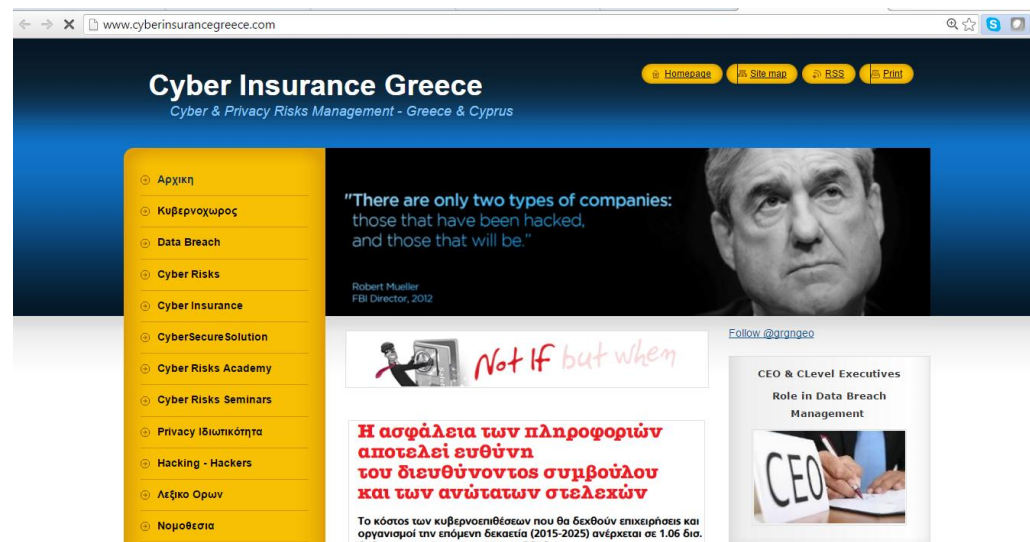 www.cyberinsurancegreece.com
Cyber Insurance Greece
Cyber & Privacy Risks Management - Greece & Cyprus
Homepage
Site map
RSS
Print
Αρχικη
Κυβερνοχωρος
Data Breach
Cyber Risks
Cyber Insurance
CyberSecureSolution
Cyber Risks Academy
Cyber Risks Seminars
Privacy Ιδιωτικότητα
Hacking - Hackers
Λεξικο Ορων
Νομοθεσια
"There are only two types of companies:
those that have been hacked,
and those that will be."
Robert Mueller
FBI Director, 2012
Not If but when
Η ασφάλεια των πληροφοριών
αποτελεί ευθύνη
του διευθύνοντος συμβούλου
και των ανώτατων στελεχών
Το κόστος των κυβερνοεπιθέσεων που θα δεχθούν επιχειρήσεις και
οργανισμοί την επόμενη δεκαετία (2015-2025) ανέρχεται σε 1.06 δισ.
Follow @grgngeo
CEO & CLevel Executives
Role in Data Breach
Management
CEO